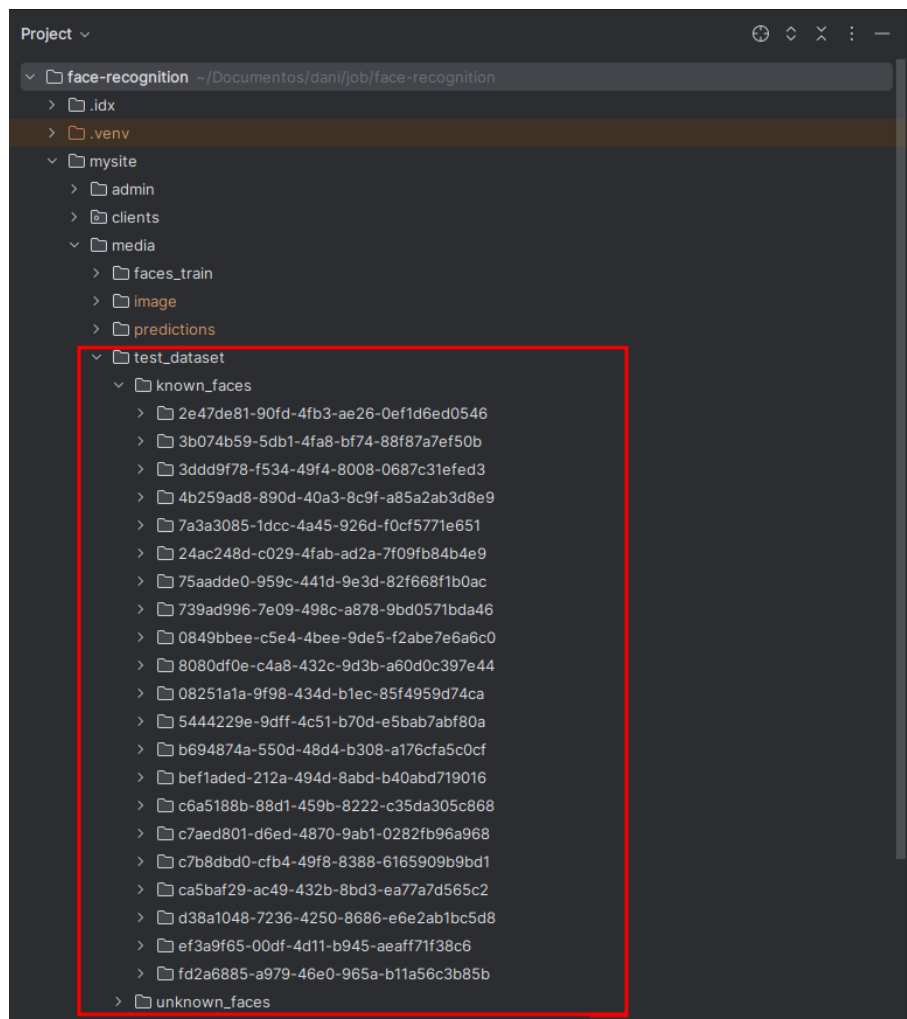 Project
face-recognition ~/Documentos/dani/job/face-recognition
.idx
.venv
mysite
admin
clients
media
faces_train
image
predictions
test_dataset
known_faces
2e47de81-90fd-4fb3-ae26-0ef1d6ed0546
3b074b59-5db1-4fa8-bf74-88f87a7ef50b
3ddd9f78-f534-49f4-8008-0687c31efed3
4b259ad8-890d-40a3-8c9f-a85a2ab3d8e9
7a3a3085-1dcc-4a45-926d-f0cf5771e651
24ac248d-c029-4fab-ad2a-7f09fb84b4e9
75aadde0-959c-441d-9e3d-82f668f1b0ac
739ad996-7e09-498c-a878-9bd0571bda46
0849bbee-c5e4-4bee-9de5-f2abe7e6a6c0
8080df0e-c4a8-432c-9d3b-a60d0c397e44
08251a1a-9f98-434d-b1ec-85f4959d74ca
5444229e-9dff-4c51-b70d-e5bab7abf80a
b694874a-550d-48d4-b308-a176cfa5c0cf
bef1aded-212a-494d-8abd-b40abd719016
c6a5188b-88d1-459b-8222-c35da305c868
c7aed801-d6ed-4870-9ab1-0282fb96a968
c7b8dbd0-cfb4-49f8-8388-6165909b9bd1
ca5baf29-ac49-432b-8bd3-ea77a7d565c2
d38a1048-7236-4250-8686-e6e2ab1bc5d8
ef3a9f65-00df-4d11-b945-aeaff71f38c6
fd2a6885-a979-46e0-965a-b11a56c3b85b
unknown_faces